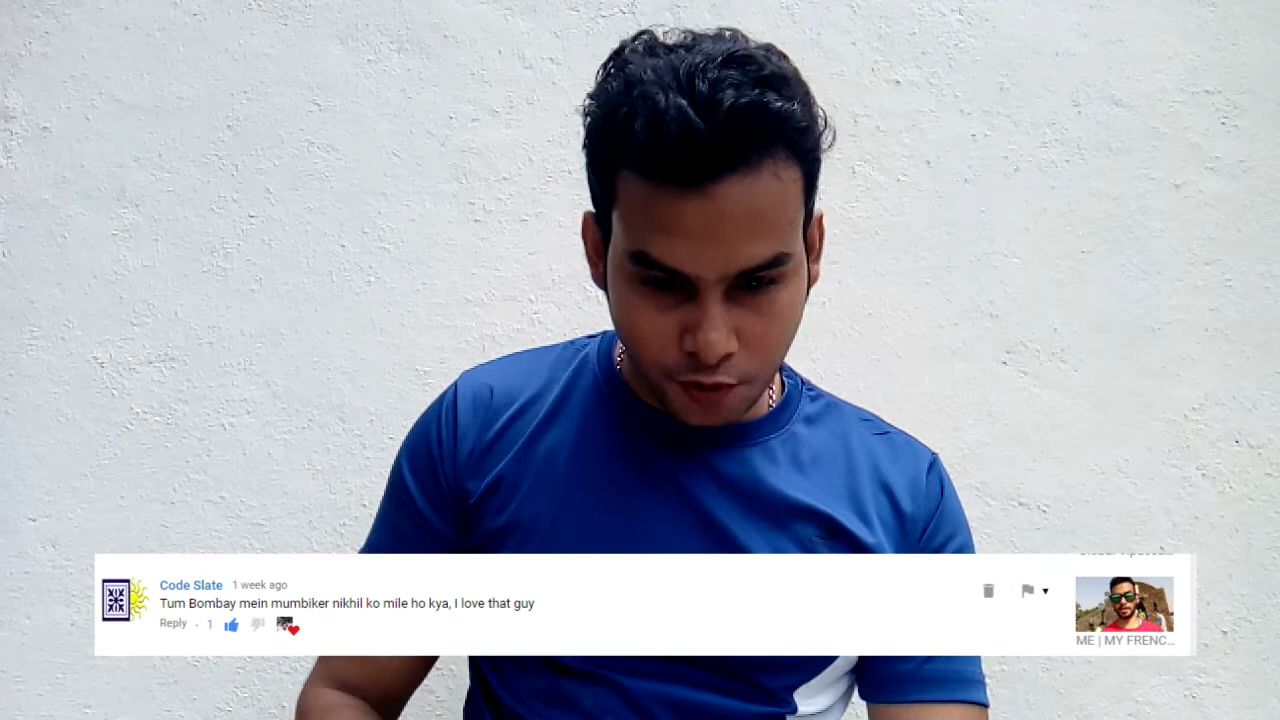 Code Slate 1 week ago
Tum Bombay mein mumbiker nikhil ko mile ho kya, I love that guy
Reply · 1
ME | MY FRENC...